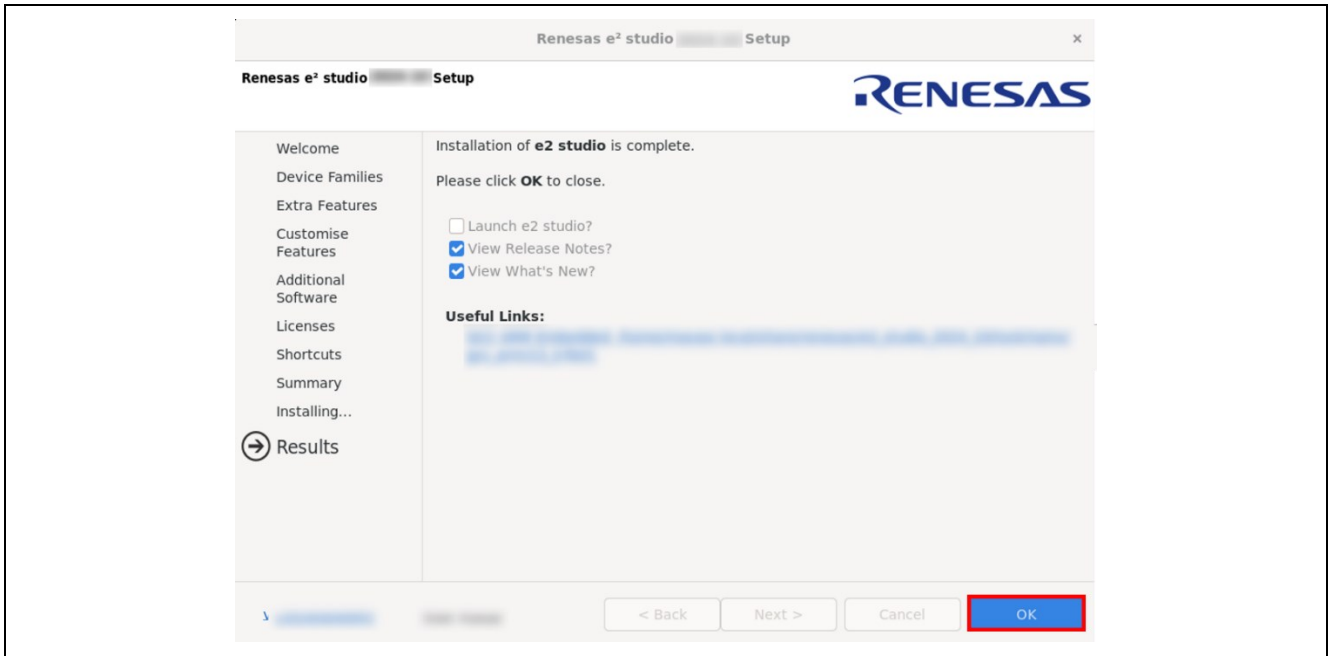 Renesas e² studio Setup
Renesas e² studio Setup
RENESAS
Welcome
Device Families
Extra Features
Customise
Features
Additional
Software
Licenses
Shortcuts
Summary
Installing...
Results
Installation of e2 studio is complete.
Please click OK to close.
Launch e2 studio?
View Release Notes?
View What's New?
Useful Links:
< Back
Next >
Cancel
OK